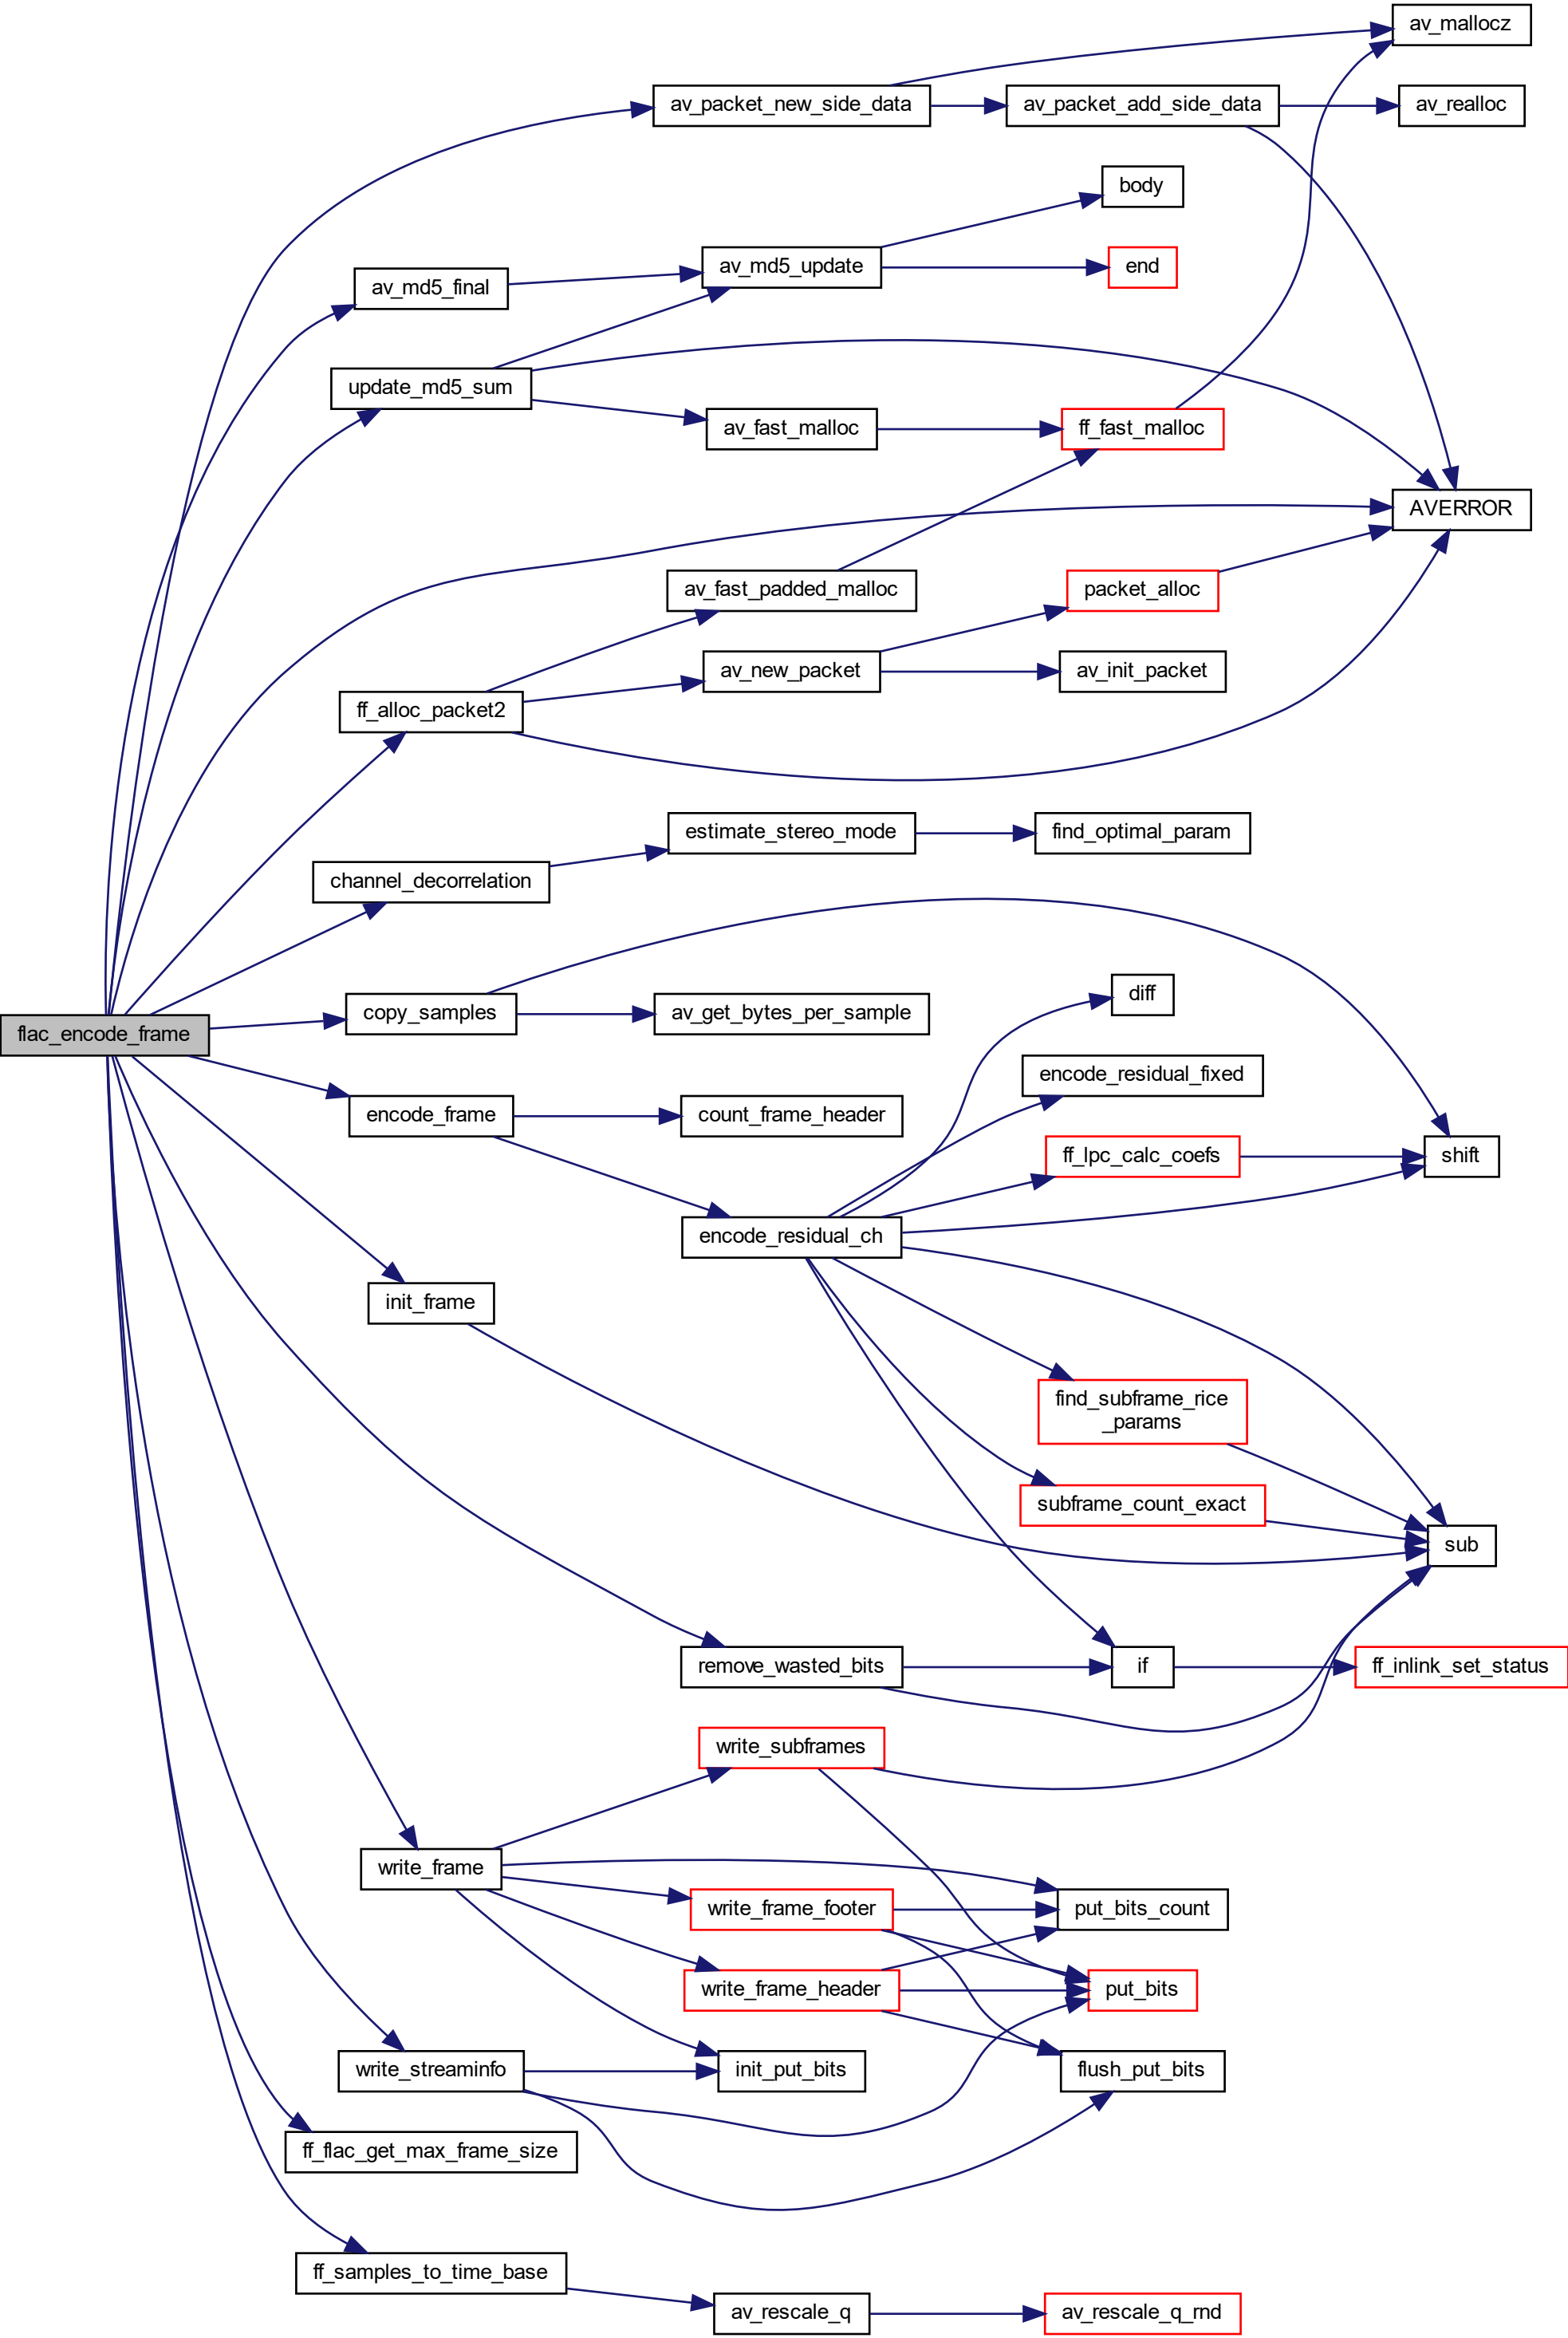 av_mallocz
av_packet_new_side_data
av_packet_add_side_data
av_realloc
body
av_md5_update
end
av_md5_final
update_md5_sum
av_fast_malloc
ff_fast_malloc
AVERROR
av_fast_padded_malloc
packet_alloc
av_new_packet
av_init_packet
ff_alloc_packet2
estimate_stereo_mode
find_optimal_param
channel_decorrelation
diff
copy_samples
av_get_bytes_per_sample
flac_encode_frame
encode_residual_fixed
encode_frame
count_frame_header
ff_lpc_calc_coefs
shift
encode_residual_ch
init_frame
find_subframe_rice
_params
subframe_count_exact
sub
remove_wasted_bits
if
ff_inlink_set_status
write_subframes
write_frame
write_frame_footer
put_bits_count
write_frame_header
put_bits
write_streaminfo
init_put_bits
flush_put_bits
ff_flac_get_max_frame_size
ff_samples_to_time_base
av_rescale_q
av_rescale_q_rnd